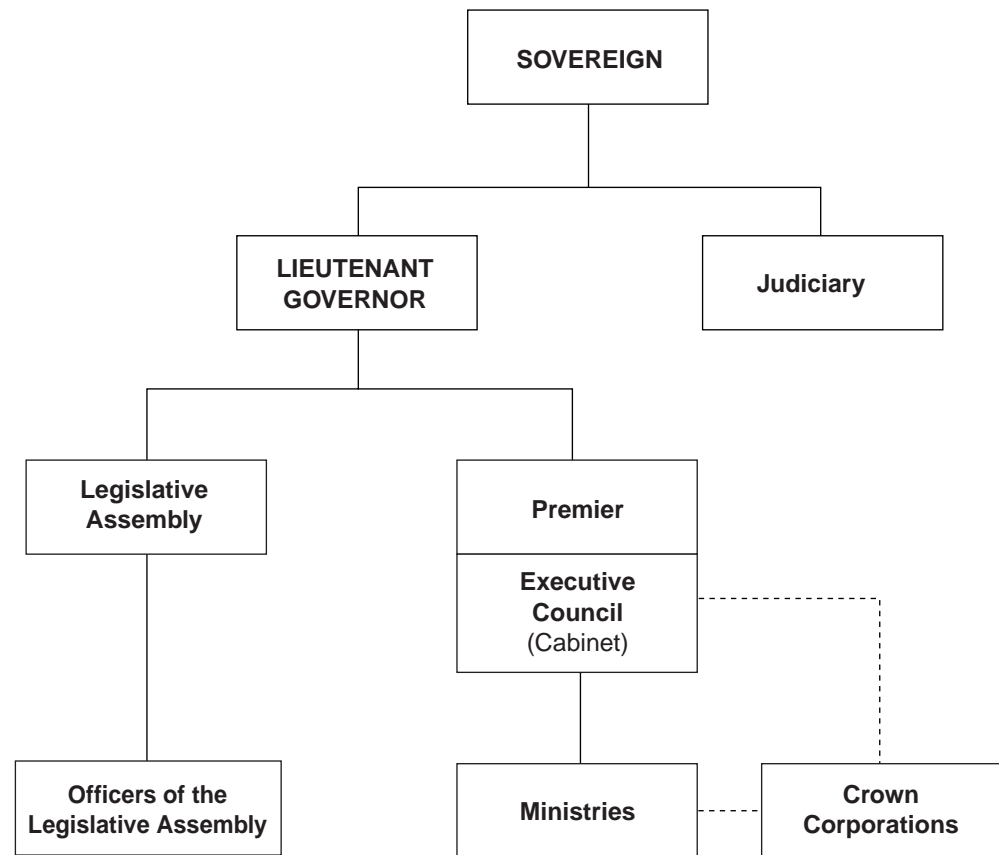 SOVEREIGN
LIEUTENANT
GOVERNOR
Judiciary
Legislative
Assembly
Premier
Executive
Council
(Cabinet)
Officers of the
Legislative Assembly
Ministries
Crown
Corporations